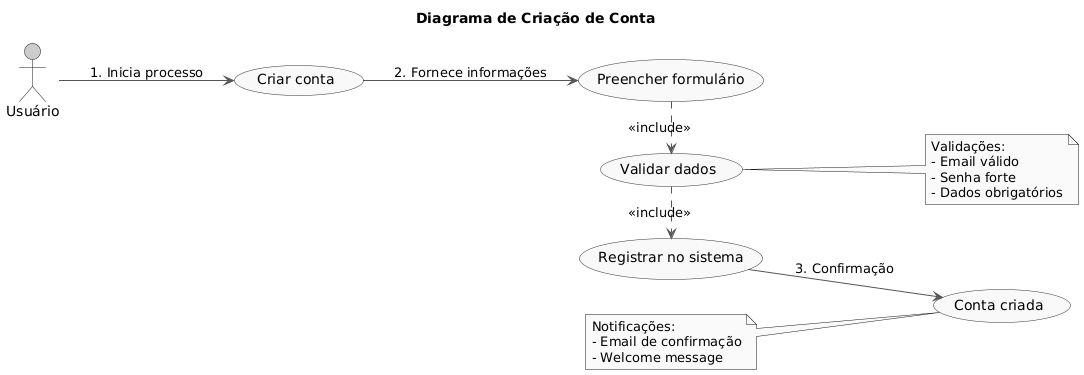 Diagrama de Criação de Conta
Usuário
1. Inicia processo
Criar conta
2. Fornece informações
Preencher formulário
«include»
Validar dados
Validações:
- Email válido
- Senha forte
- Dados obrigatórios
«include»
Registrar no sistema
3. Confirmação
Conta criada
Notificações:
- Email de confirmação
- Welcome message